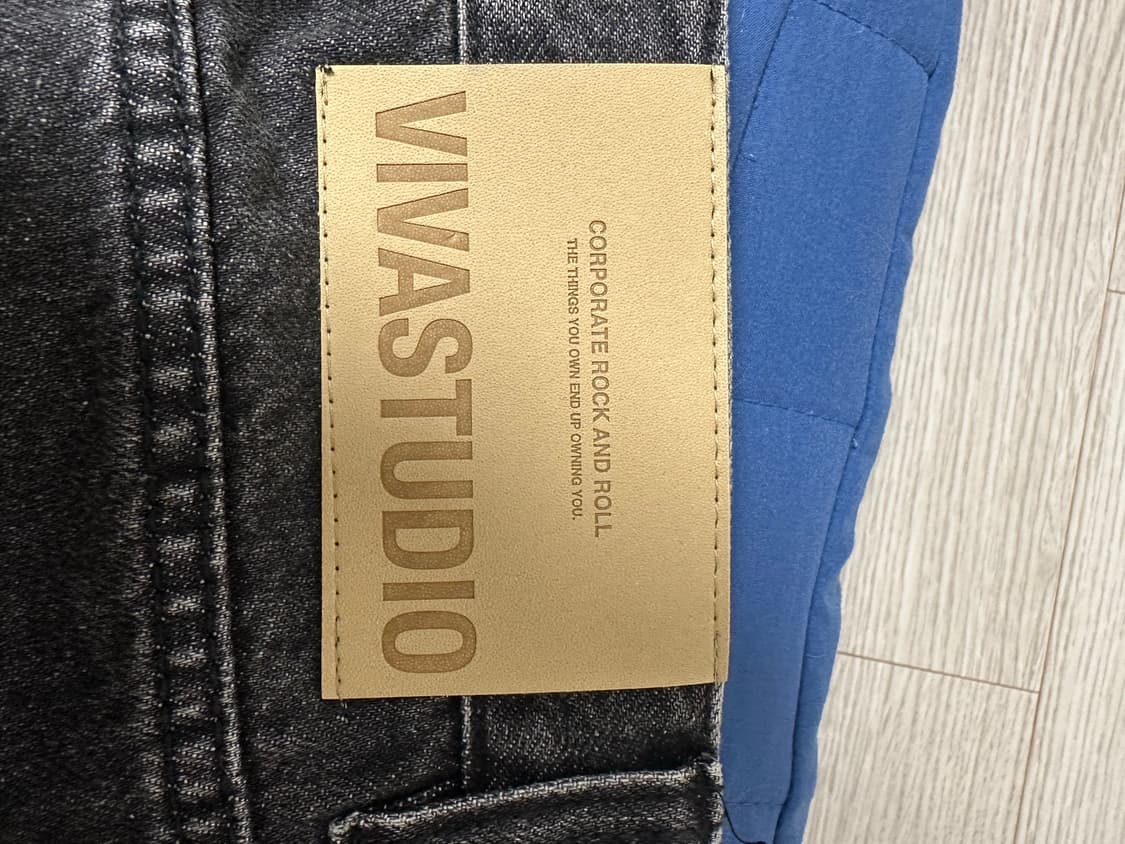 CORPORATE ROCK AND ROLL
THE THINGS YOU OWN END UP OWNING YOU.
VIVASTUDIO